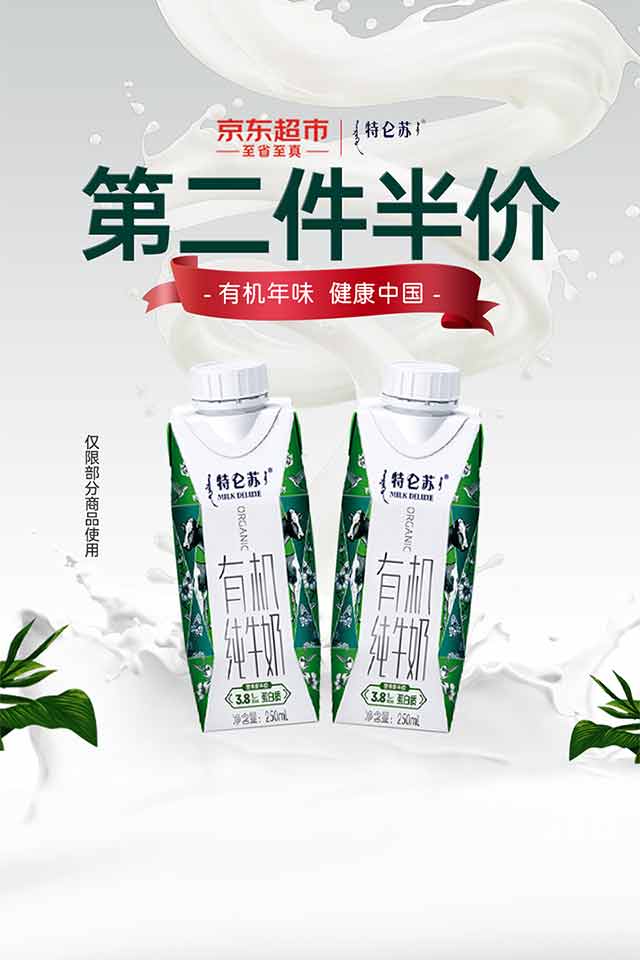 京东超市 特仑苏
至省至真
第二件半价
- 有机年味 健康中国 -
仅限部分商品使用
特仑苏®
MILK DELUXE
ORGANIC
有机
纯牛奶
3.8 蛋白质
净含量:250mL
特仑苏®
MILK DELUXE
ORGANIC
有机
纯牛奶
3.8 蛋白质
净含量:250mL